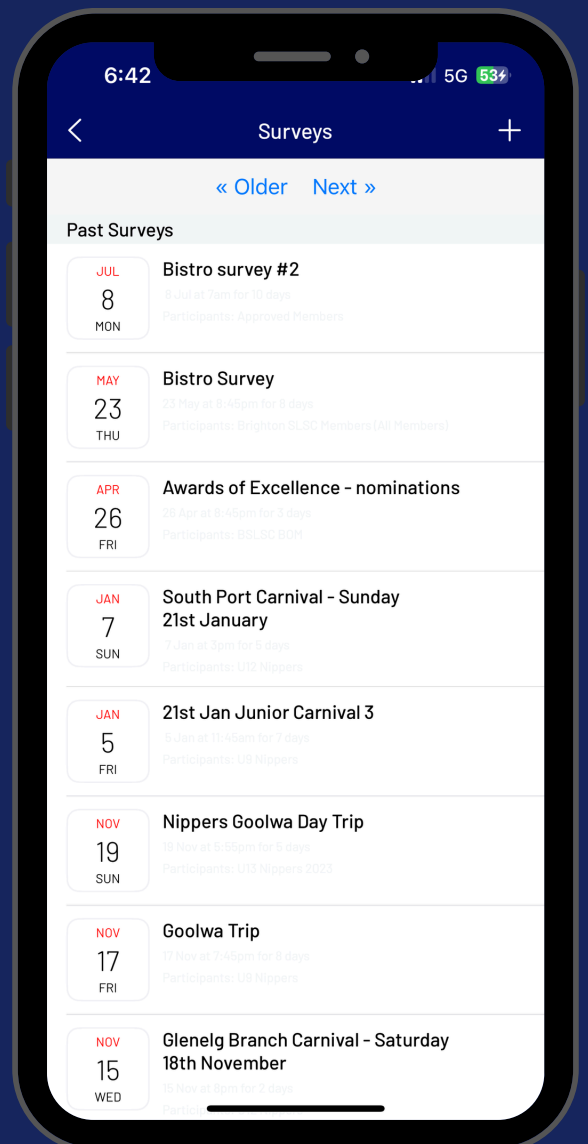 6:42
5G 53
Surveys
« Older Next »
Past Surveys
JUL
8
MON
Bistro survey #2
8 Jul at 7am for 10 days
Participants: Approved Members
MAY
23
THU
Bistro Survey
23 May at 8:45pm for 8 days
Participants: Brighton SLSC Members (All Members)
APR
26
FRI
Awards of Excellence - nominations
26 Apr at 8:45pm for 3 days
Participants: BSLSC BOM
JAN
7
SUN
South Port Carnival - Sunday
21st January
7 Jan at 3pm for 5 days
Participants: U12 Nippers
JAN
5
FRI
21st Jan Junior Carnival 3
5 Jan at 11:45am for 7 days
Participants: U9 Nippers
NOV
19
SUN
Nippers Goolwa Day Trip
19 Nov at 5:55pm for 5 days
Participants: U13 Nippers 2023
NOV
17
FRI
Goolwa Trip
17 Nov at 7:45pm for 6 days
Participants: U9 Nippers
NOV
15
WED
Glenelg Branch Carnival - Saturday
18th November
15 Nov at 8pm for 2 days